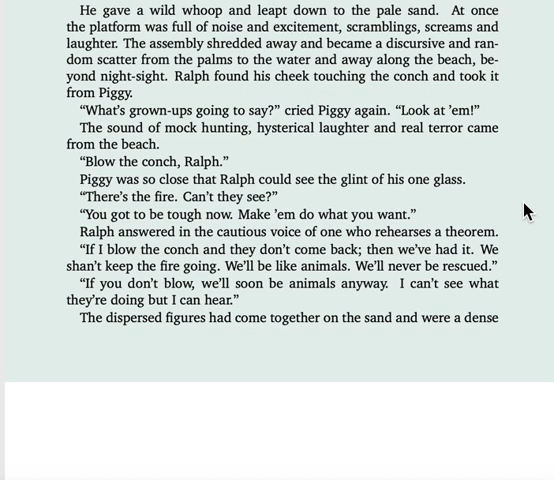 He gave a wild whoop and leapt down to the pale sand. At once
the platform was full of noise and excitement, scramblings, screams and
laughter. The assembly shredded away and became a discursive and ran-
dom scatter from the palms to the water and away along the beach, be-
yond night-sight. Ralph found his cheek touching the conch and took it
from Piggy.
“What’s grown-ups going to say?” cried Piggy again. “Look at ’em!”
The sound of mock hunting, hysterical laughter and real terror came
from the beach.
“Blow the conch, Ralph.”
Piggy was so close that Ralph could see the glint of his one glass.
“There’s the fire. Can’t they see?”
“You got to be tough now. Make ’em do what you want.”
Ralph answered in the cautious voice of one who rehearses a theorem.
“If I blow the conch and they don’t come back; then we’ve had it. We
shan’t keep the fire going. We’ll be like animals. We’ll never be rescued.”
“If you don’t blow, we’ll soon be animals anyway. I can’t see what
they’re doing but I can hear.”
The dispersed figures had come together on the sand and were a dense